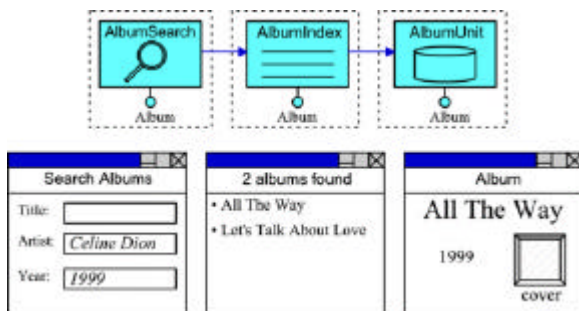 AlbumSearch
AlbumIndex
AlbumUnit
Album
Album
Album
Search Albums
Title:
Artist:
Celine Dion
Year:
1999
2 albums found
• All The Way
• Let's Talk About Love
Album
All The Way
1999
cover